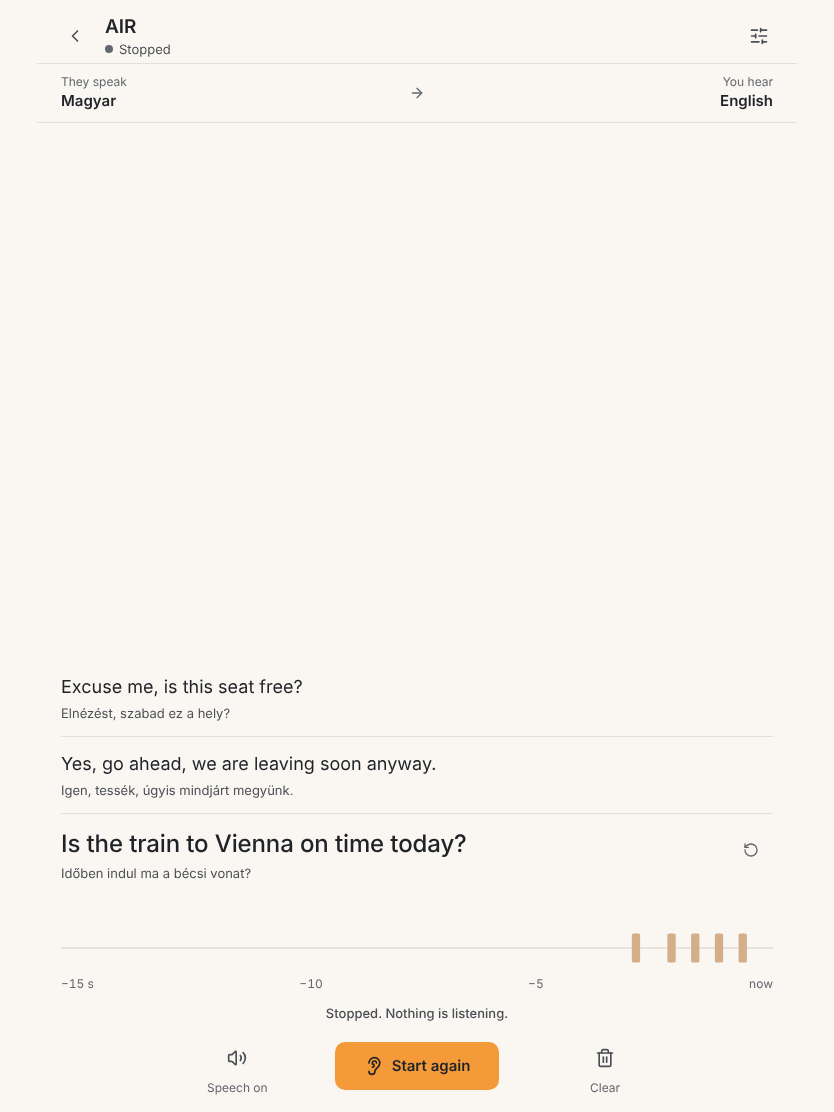 AIR
Stopped
They speak
Magyar
You hear
English
Excuse me, is this seat free?
Elnézést, szabad ez a hely?
Yes, go ahead, we are leaving soon anyway.
Igen, tessék, úgyis mindjárt megyünk.
Is the train to Vienna on time today?
Időben indul ma a bécsi vonat?
−15 s
−10
−5
now
Stopped. Nothing is listening.
Speech on
Start again
Clear